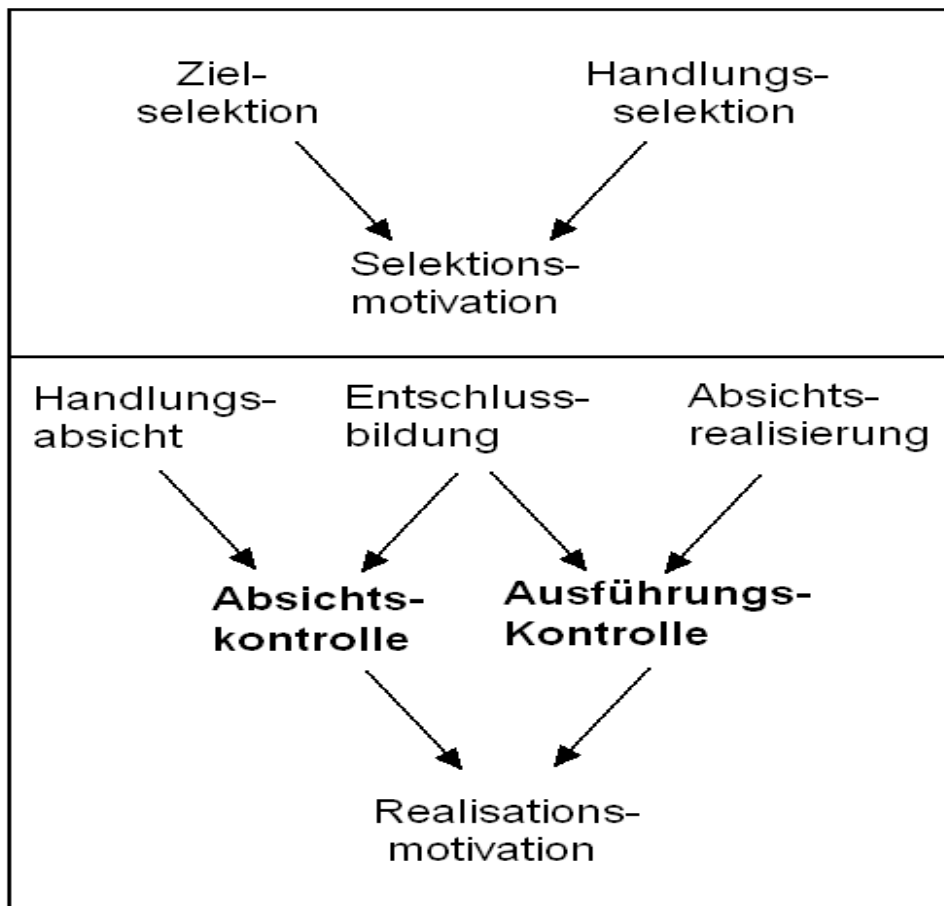 Ziel-
selektion
Handlungs-
selektion
Selektions-
motivation
Handlungs-
absicht
Entschluss-
bildung
Absichts-
realisierung
Absichts-
kontrolle
Ausführungs-
Kontrolle
Realisations-
motivation